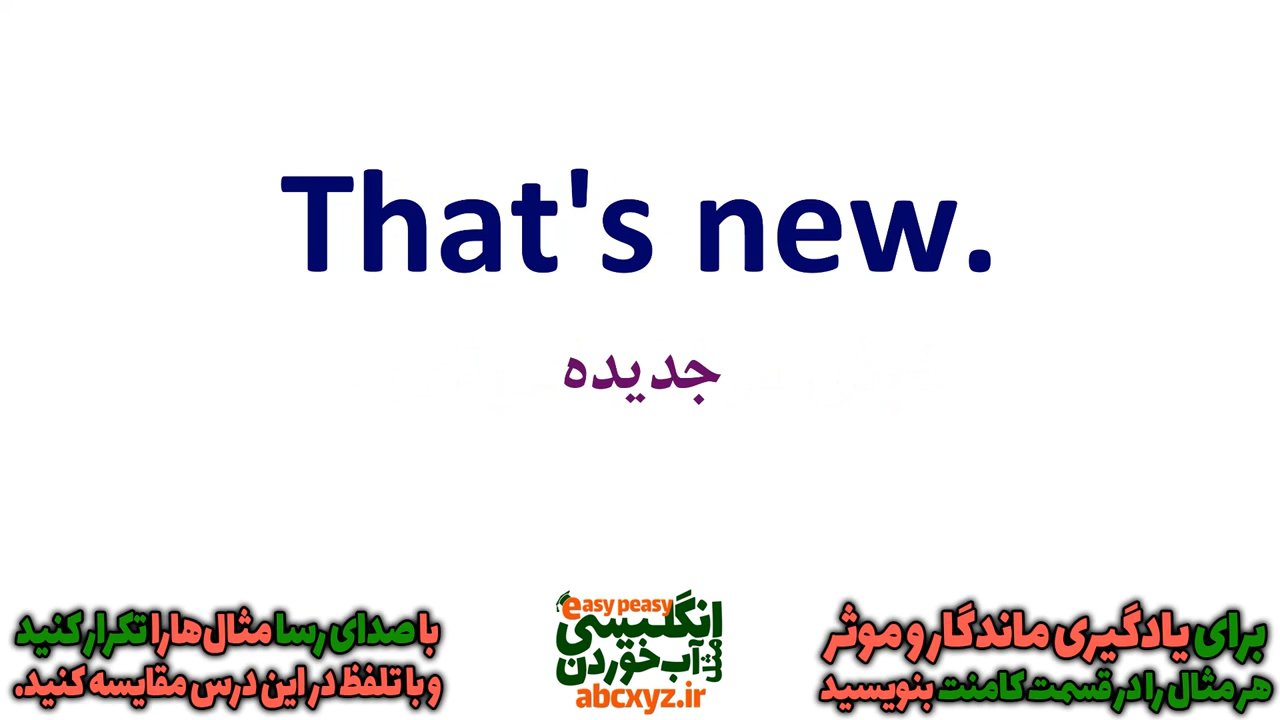 That's new.
جدیده
با صدای رسا مثال‌ها را تکرار کنید
و با تلفظ در این درس مقایسه کنید.
easy peasy
انگلیسی
مثل آب خوردن
abcxyz.ir
برای یادگیری ماندگار و موثر
هر مثال را در قسمت کامنت بنویسید